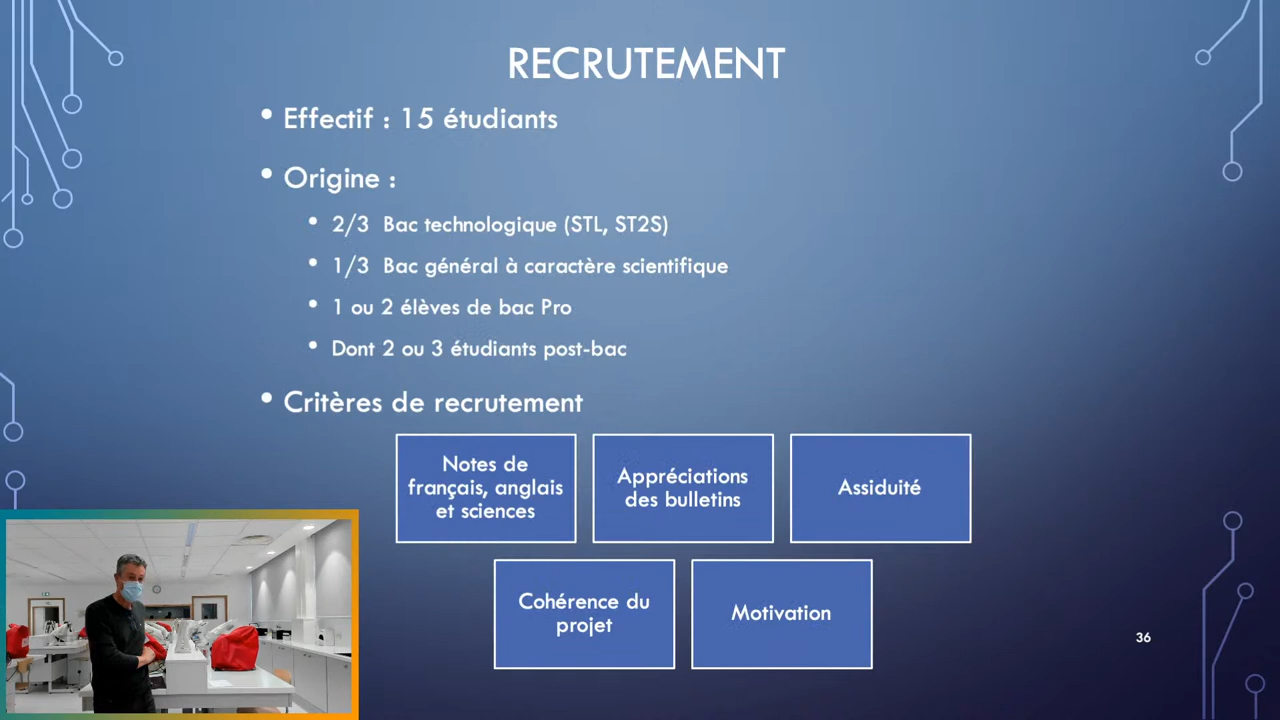 RECRUTEMENT
• Effectif : 15 étudiants
• Origine :
• 2/3 Bac technologique (STL, ST2S)
• 1/3 Bac général à caractère scientifique
• 1 ou 2 élèves de bac Pro
• Dont 2 ou 3 étudiants post-bac
• Critères de recrutement
Notes de
français, anglais
et sciences
Appréciations
des bulletins
Assiduité
Cohérence du
projet
Motivation
36